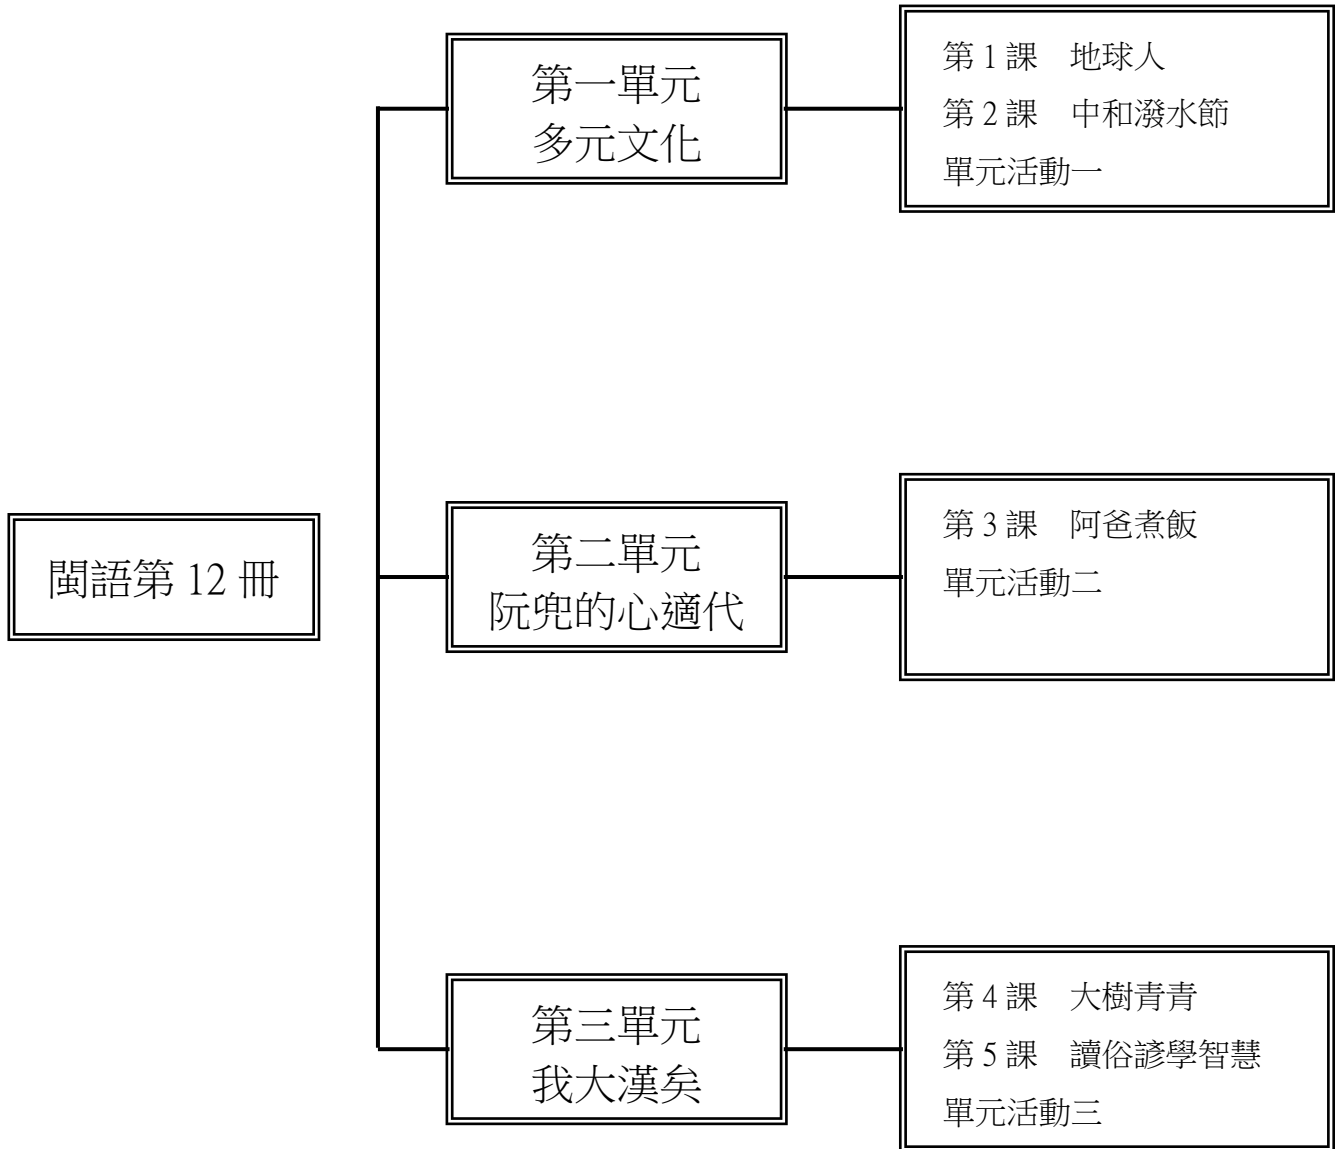 閩語第 12 冊
第一單元
多元文化
第 1 課　地球人
第 2 課　中和潑水節
單元活動一
第二單元
阮兜的心適代
第 3 課　阿爸煮飯
單元活動二
第三單元
我大漢矣
第 4 課　大樹青青
第 5 課　讀俗諺學智慧
單元活動三